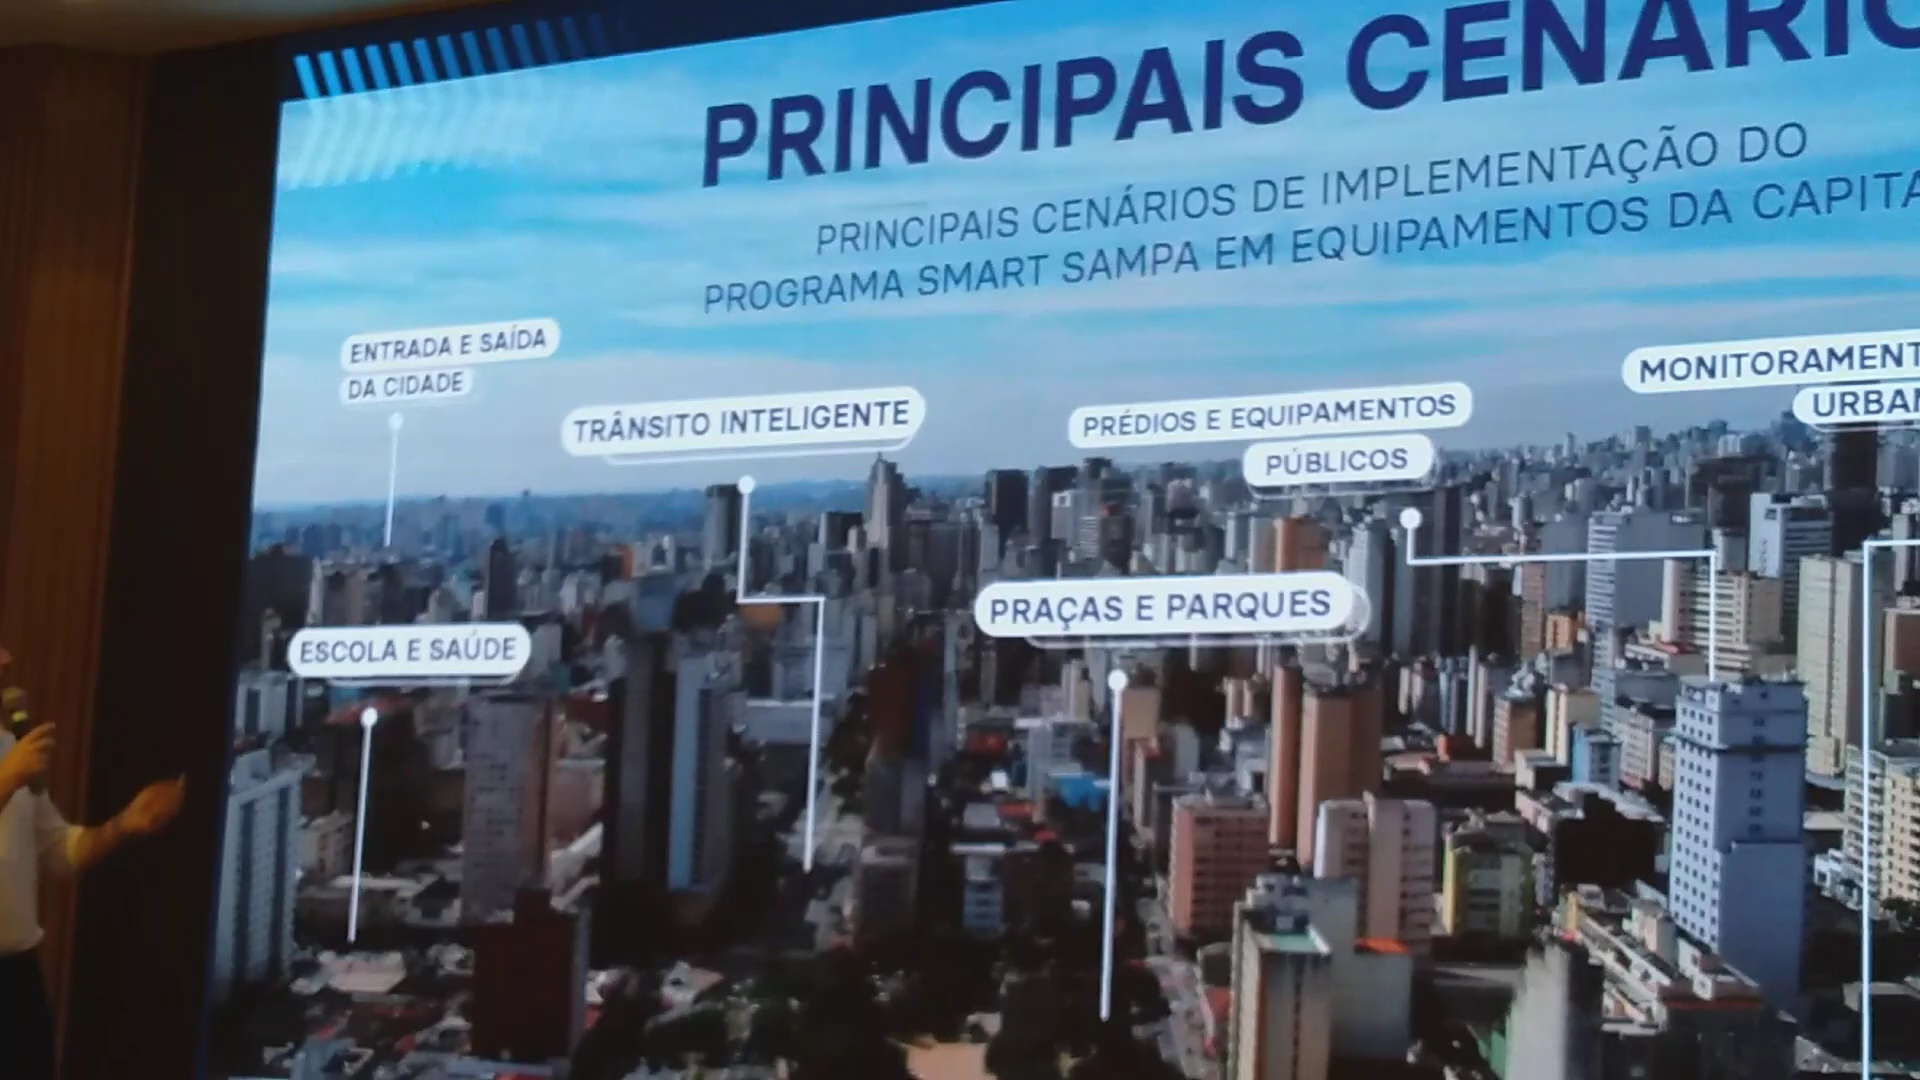 PRINCIPAIS CENÁRIO
PRINCIPAIS CENÁRIOS DE IMPLEMENTAÇÃO DO
PROGRAMA SMART SAMPA EM EQUIPAMENTOS DA CAPITA
ENTRADA E SAÍDA
DA CIDADE
TRÂNSITO INTELIGENTE
PRÉDIOS E EQUIPAMENTOS
PÚBLICOS
MONITORAMENT
URBAN
PRAÇAS E PARQUES
ESCOLA E SAÚDE